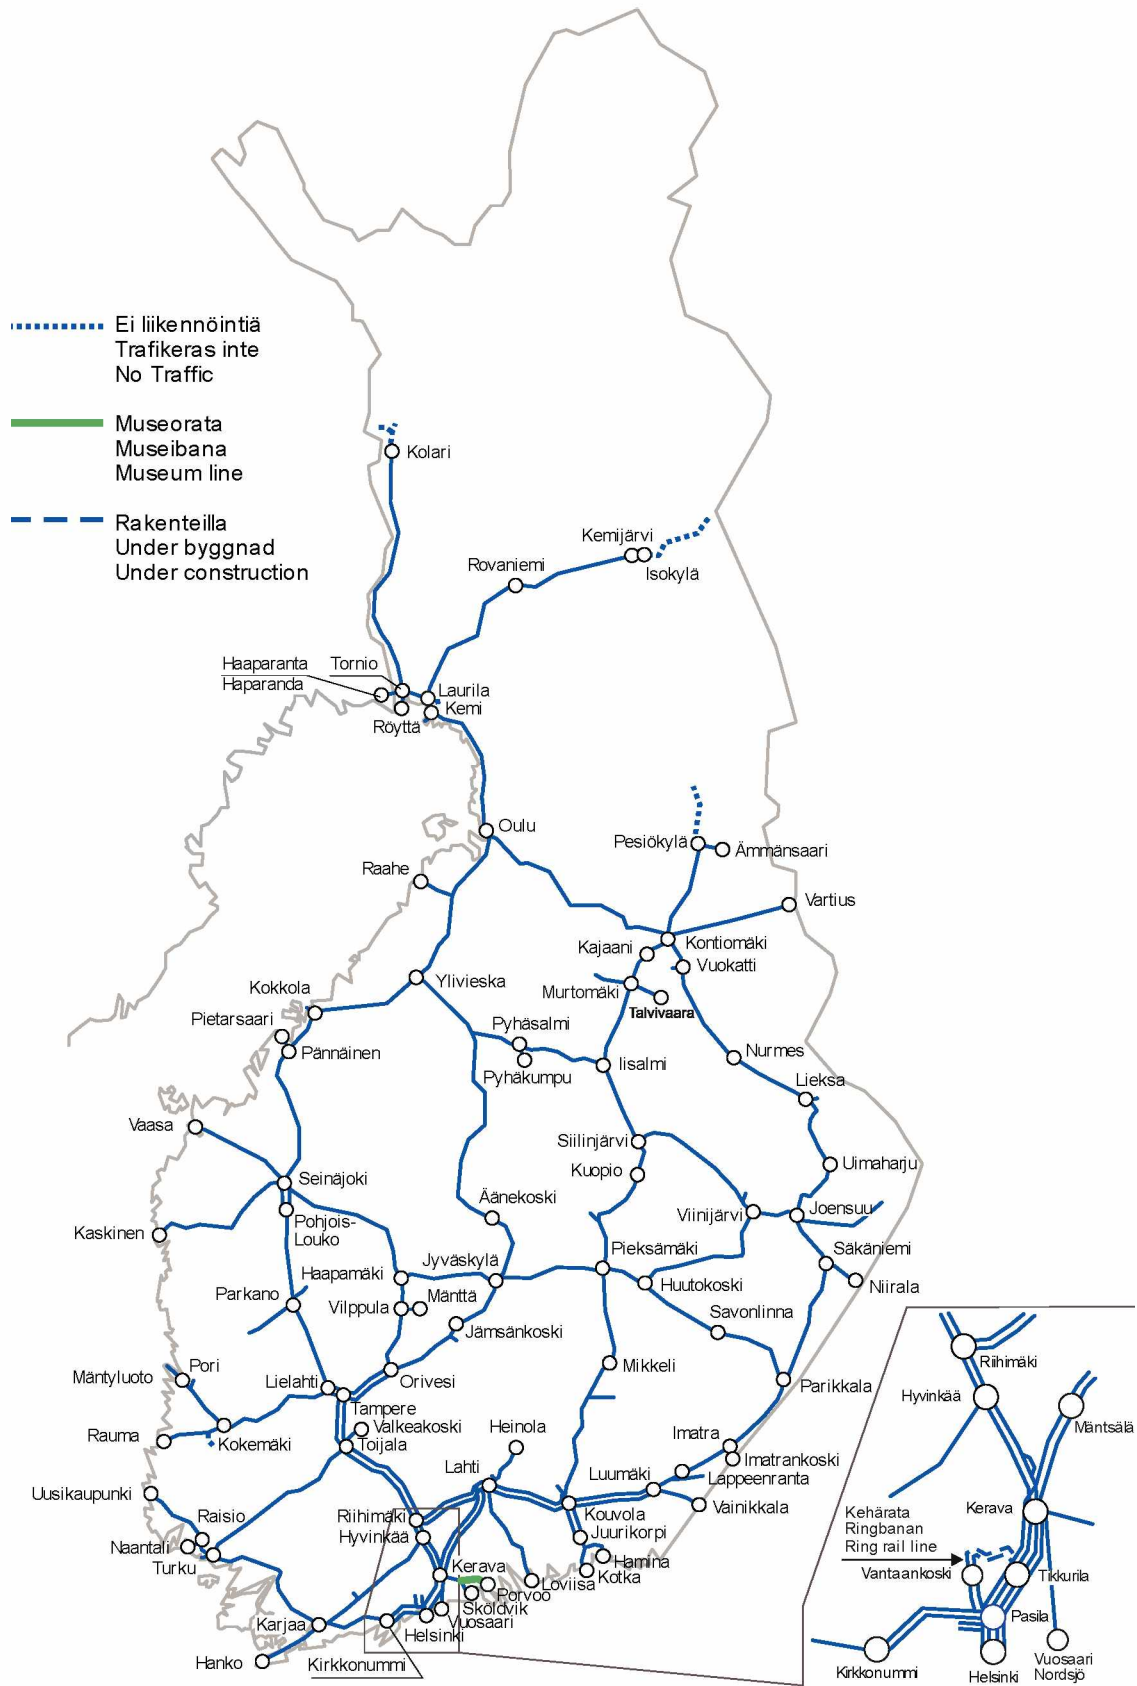 Ei liikennöintiä
Trafikeras inte
No Traffic
Museorata
Museibana
Museum line
Rakenteilla
Under byggnad
Under construction
Kolari
Kemijärvi
Isokylä
Rovaniemi
Haaparanta
Haparanda
Tornio
Laurila
Kemi
Röyttä
Oulu
Raahe
Pesiökylä
Ämmänsaari
Vartius
Kontiomäki
Kajaani
Vuokatti
Murtomäki
Talvivaara
Ylivieska
Kokkola
Pietarsaari
Pännäinen
Pyhäsalmi
Pyhäkumpu
Iisalmi
Nurmes
Lieksa
Vaasa
Siilinjärvi
Kuopio
Uimaharju
Seinäjoki
Pohjois-
Louko
Äänekoski
Viinijärvi
Joensuu
Kaskinen
Pieksämäki
Säkäniemi
Jyväskylä
Haapamäki
Huutokoski
Niirala
Parkano
Vilppula
Mänttä
Jämsänkoski
Savonlinna
Mäntyluoto
Pori
Lielahti
Orivesi
Mikkeli
Parikkala
Tampere
Valkeakoski
Rauma
Kokemäki
Toijala
Heinola
Imatra
Imatrankoski
Lahti
Luumäki
Lappeenranta
Uusikaupunki
Raisio
Riihimäki
Kouvola
Vainikkala
Hyvinkää
Juurikorpi
Naantali
Turku
Kerava
Hamina
Kotka
Loviisa
Porvoo
Sköldvik
Vuosaari
Karjaa
Helsinki
Hanko
Kirkkonummi
Riihimäki
Hyvinkää
Mäntsälä
Kerava
Kehärata
Ringbanan
Ring rail line
Vantaankoski
Tikkurila
Pasila
Kirkkonummi
Helsinki
Vuosaari
Nordsjö